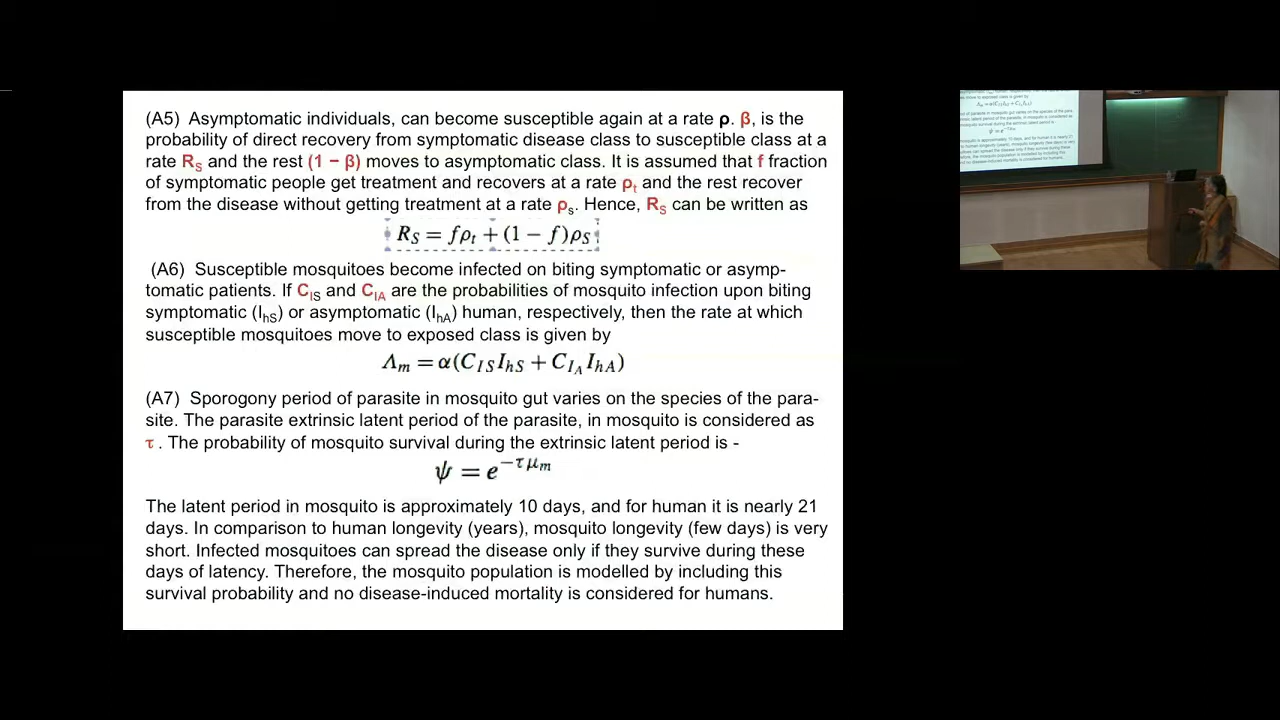 (A5) Asymptomatic individuals, can become susceptible again at a rate ρ. β, is the
probability of direct recovery from symptomatic disease class to susceptible class at a
rate R_S and the rest (1 – β) moves to asymptomatic class. It is assumed that f fraction
of symptomatic people get treatment and recovers at a rate ρ_t and the rest recover
from the disease without getting treatment at a rate ρ_s. Hence, R_S can be written as
R_S = fρ_t + (1 − f)ρ_S
(A6) Susceptible mosquitoes become infected on biting symptomatic or asymp-
tomatic patients. If C_IS and C_IA are the probabilities of mosquito infection upon biting
symptomatic (I_hS) or asymptomatic (I_hA) human, respectively, then the rate at which
susceptible mosquitoes move to exposed class is given by
Λ_m = α(C_IS I_hS + C_I_A I_hA)
(A7) Sporogony period of parasite in mosquito gut varies on the species of the para-
site. The parasite extrinsic latent period of the parasite, in mosquito is considered as
τ . The probability of mosquito survival during the extrinsic latent period is -
ψ = e^−τμ_m
The latent period in mosquito is approximately 10 days, and for human it is nearly 21
days. In comparison to human longevity (years), mosquito longevity (few days) is very
short. Infected mosquitoes can spread the disease only if they survive during these
days of latency. Therefore, the mosquito population is modelled by including this
survival probability and no disease-induced mortality is considered for humans.